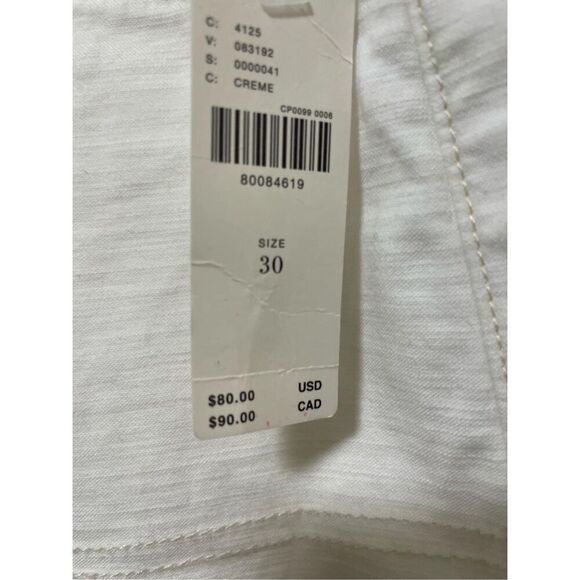 C: 4125
V: 083192
S: 0000041
C: CREME
CP0099 0006
80084619
SIZE
30
$80.00 USD
$90.00 CAD